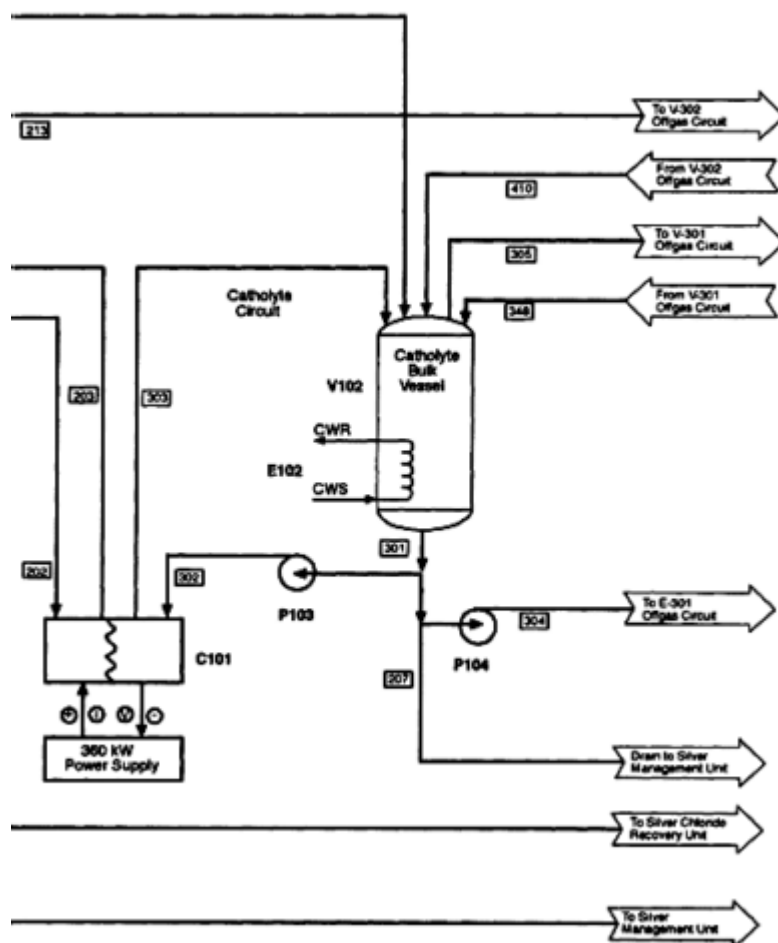 To V-302
Offgas Circuit
213
From V-302
Offgas Circuit
410
To V-301
Offgas Circuit
305
From V-301
Offgas Circuit
348
Catholyte
Circuit
Catholyte
Bulk
Vessel
V102
203
303
CWR
E102
CWS
301
202
302
P103
To E-301
Offgas Circuit
304
P104
C101
207
+ I V -
360 kW
Power Supply
Drain to Silver
Management Unit
To Silver Chloride
Recovery Unit
To Silver
Management Unit